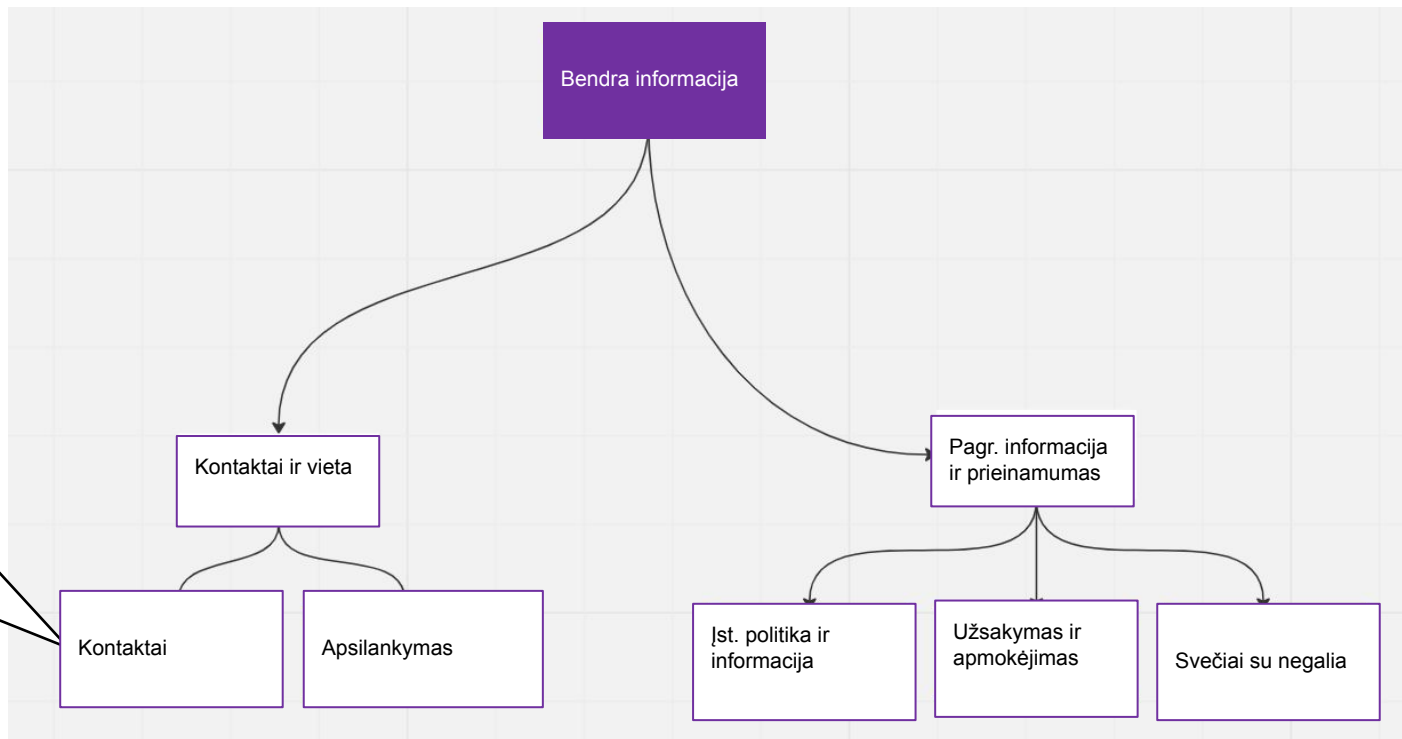 Bendra informacija
Kontaktai ir vieta
Pagr. informacija
ir prieinamumas
Kontaktai
Apsilankymas
Įst. politika ir
informacija
Užsakymas ir
apmokėjimas
Svečiai su negalia